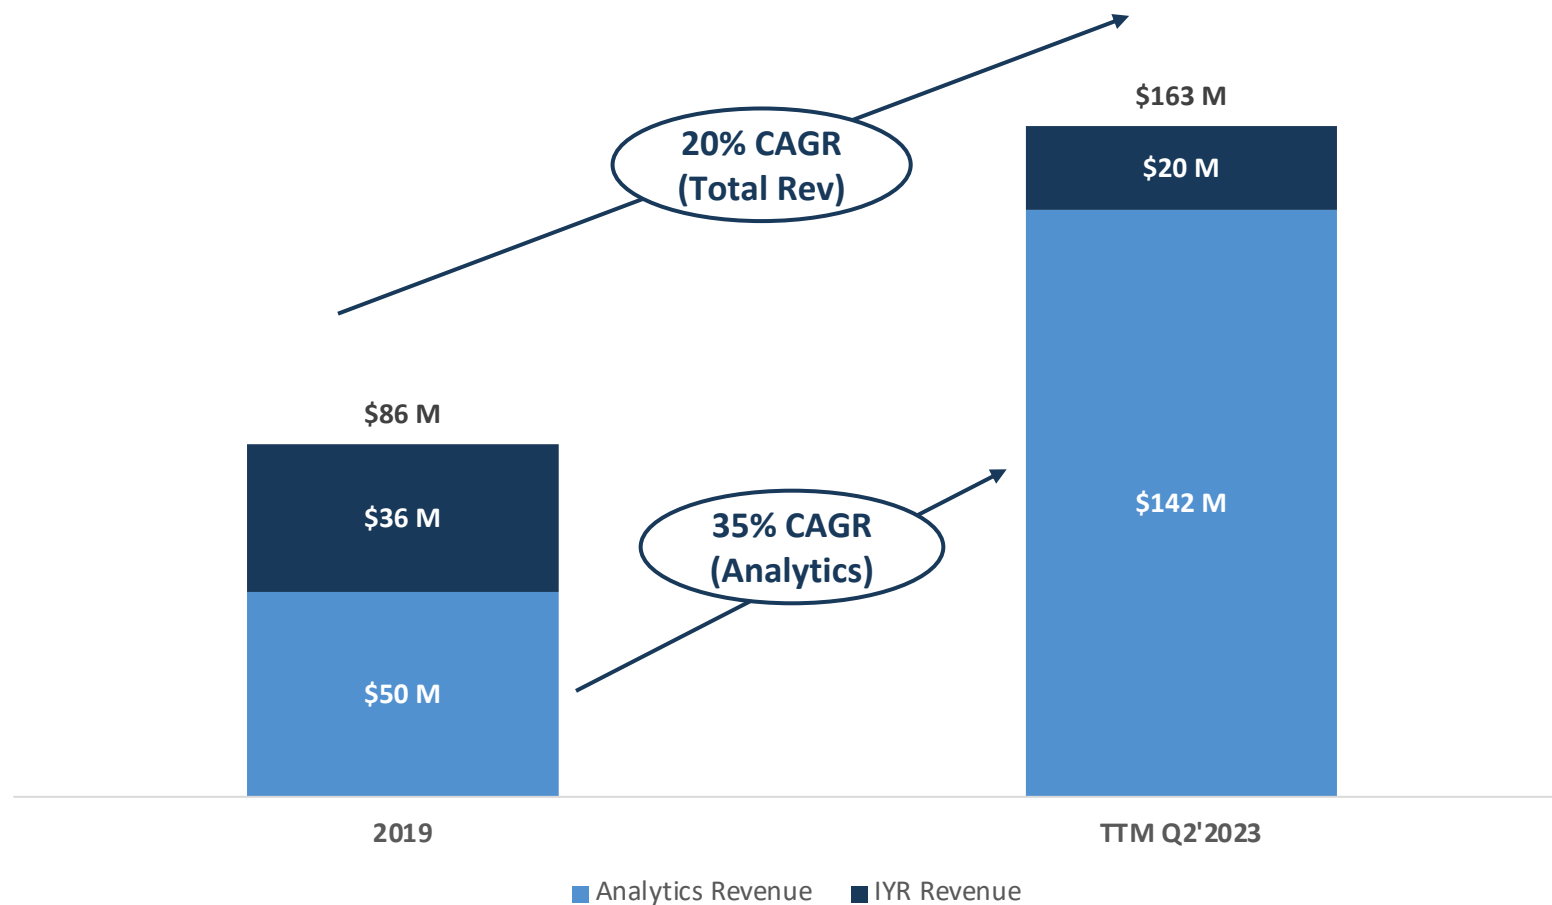 $163 M
20% CAGR
(Total Rev)
$20 M
$86 M
$36 M
$142 M
35% CAGR
(Analytics)
$50 M
2019
TTM Q2'2023
Analytics Revenue
IYR Revenue